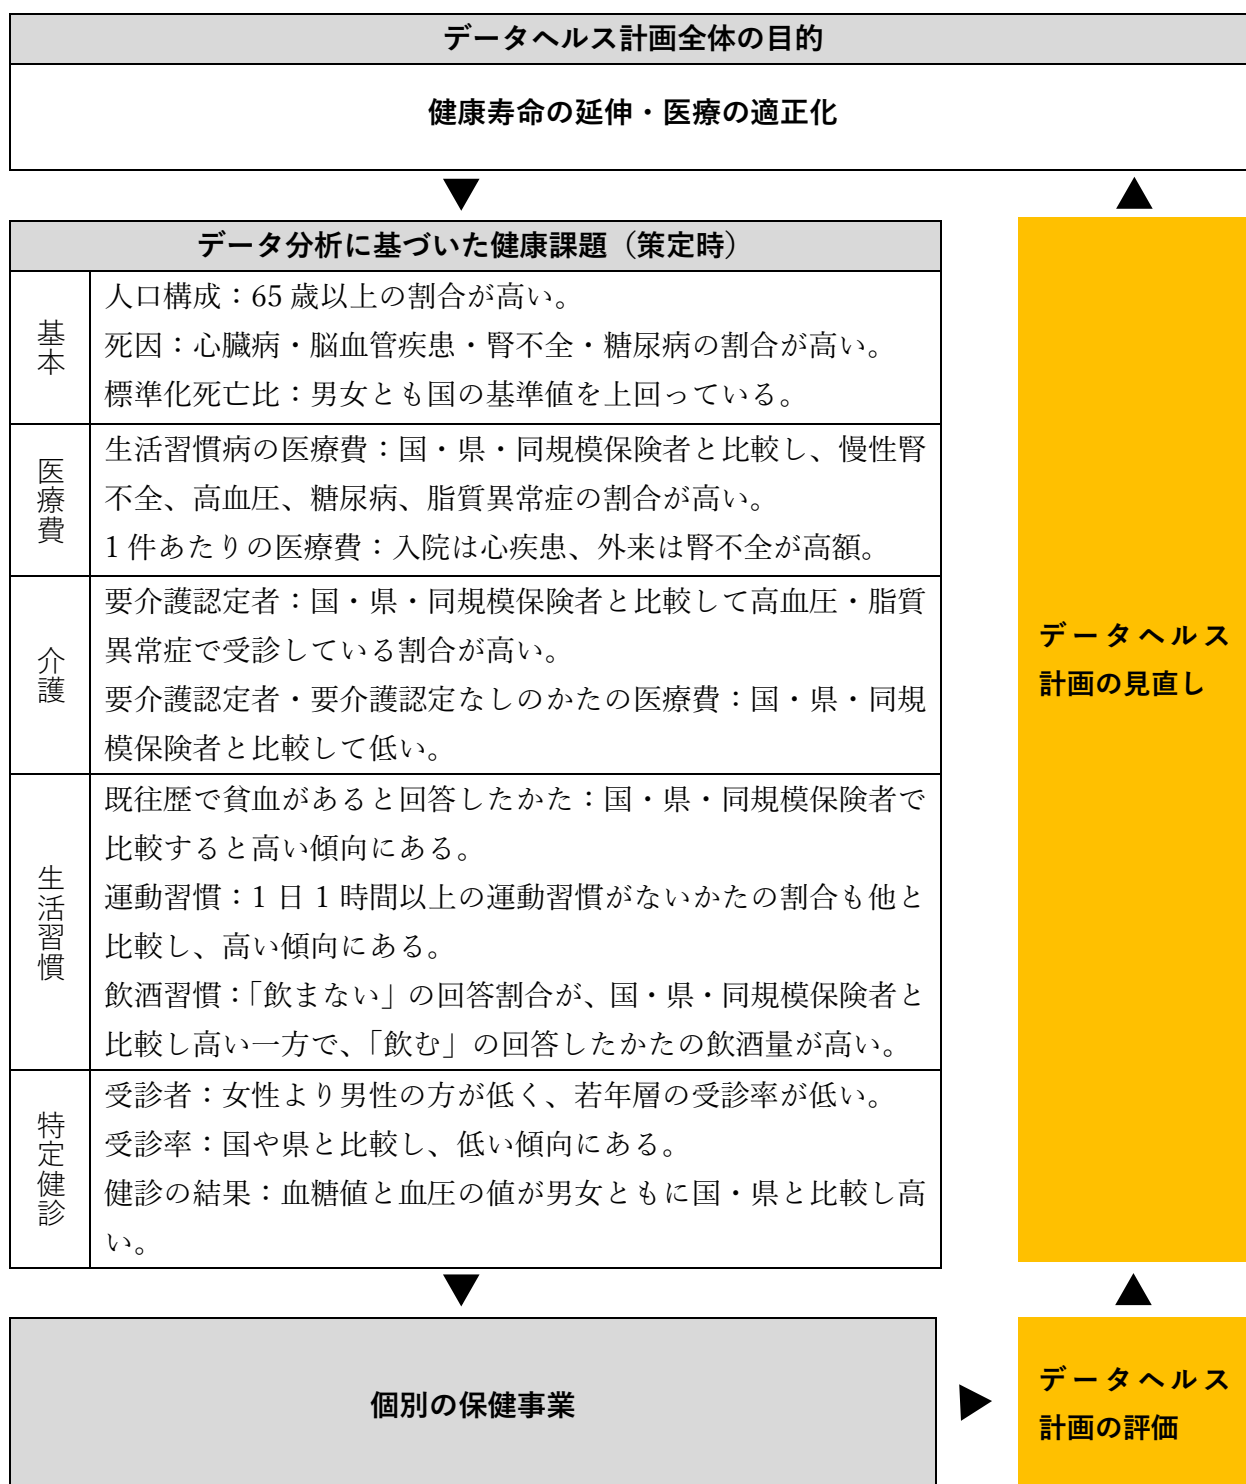 データヘルス計画全体の目的
健康寿命の延伸・医療の適正化
データ分析に基づいた健康課題（策定時）
基本
人口構成：65 歳以上の割合が高い。
死因：心臓病・脳血管疾患・腎不全・糖尿病の割合が高い。
標準化死亡比：男女とも国の基準値を上回っている。
医療費
生活習慣病の医療費：国・県・同規模保険者と比較し、慢性腎
不全、高血圧、糖尿病、脂質異常症の割合が高い。
1 件あたりの医療費：入院は心疾患、外来は腎不全が高額。
介護
要介護認定者：国・県・同規模保険者と比較して高血圧・脂質
異常症で受診している割合が高い。
要介護認定者・要介護認定なしのかたの医療費：国・県・同規
模保険者と比較して低い。
生活習慣
既往歴で貧血があると回答したかた：国・県・同規模保険者で
比較すると高い傾向にある。
運動習慣：1 日 1 時間以上の運動習慣がないかたの割合も他と
比較し、高い傾向にある。
飲酒習慣：「飲まない」の回答割合が、国・県・同規模保険者と
比較し高い一方で、「飲む」の回答したかたの飲酒量が高い。
特定健診
受診者：女性より男性の方が低く、若年層の受診率が低い。
受診率：国や県と比較し、低い傾向にある。
健診の結果：血糖値と血圧の値が男女ともに国・県と比較し高
い。
データヘルス
計画の見直し
個別の保健事業
データヘルス
計画の評価